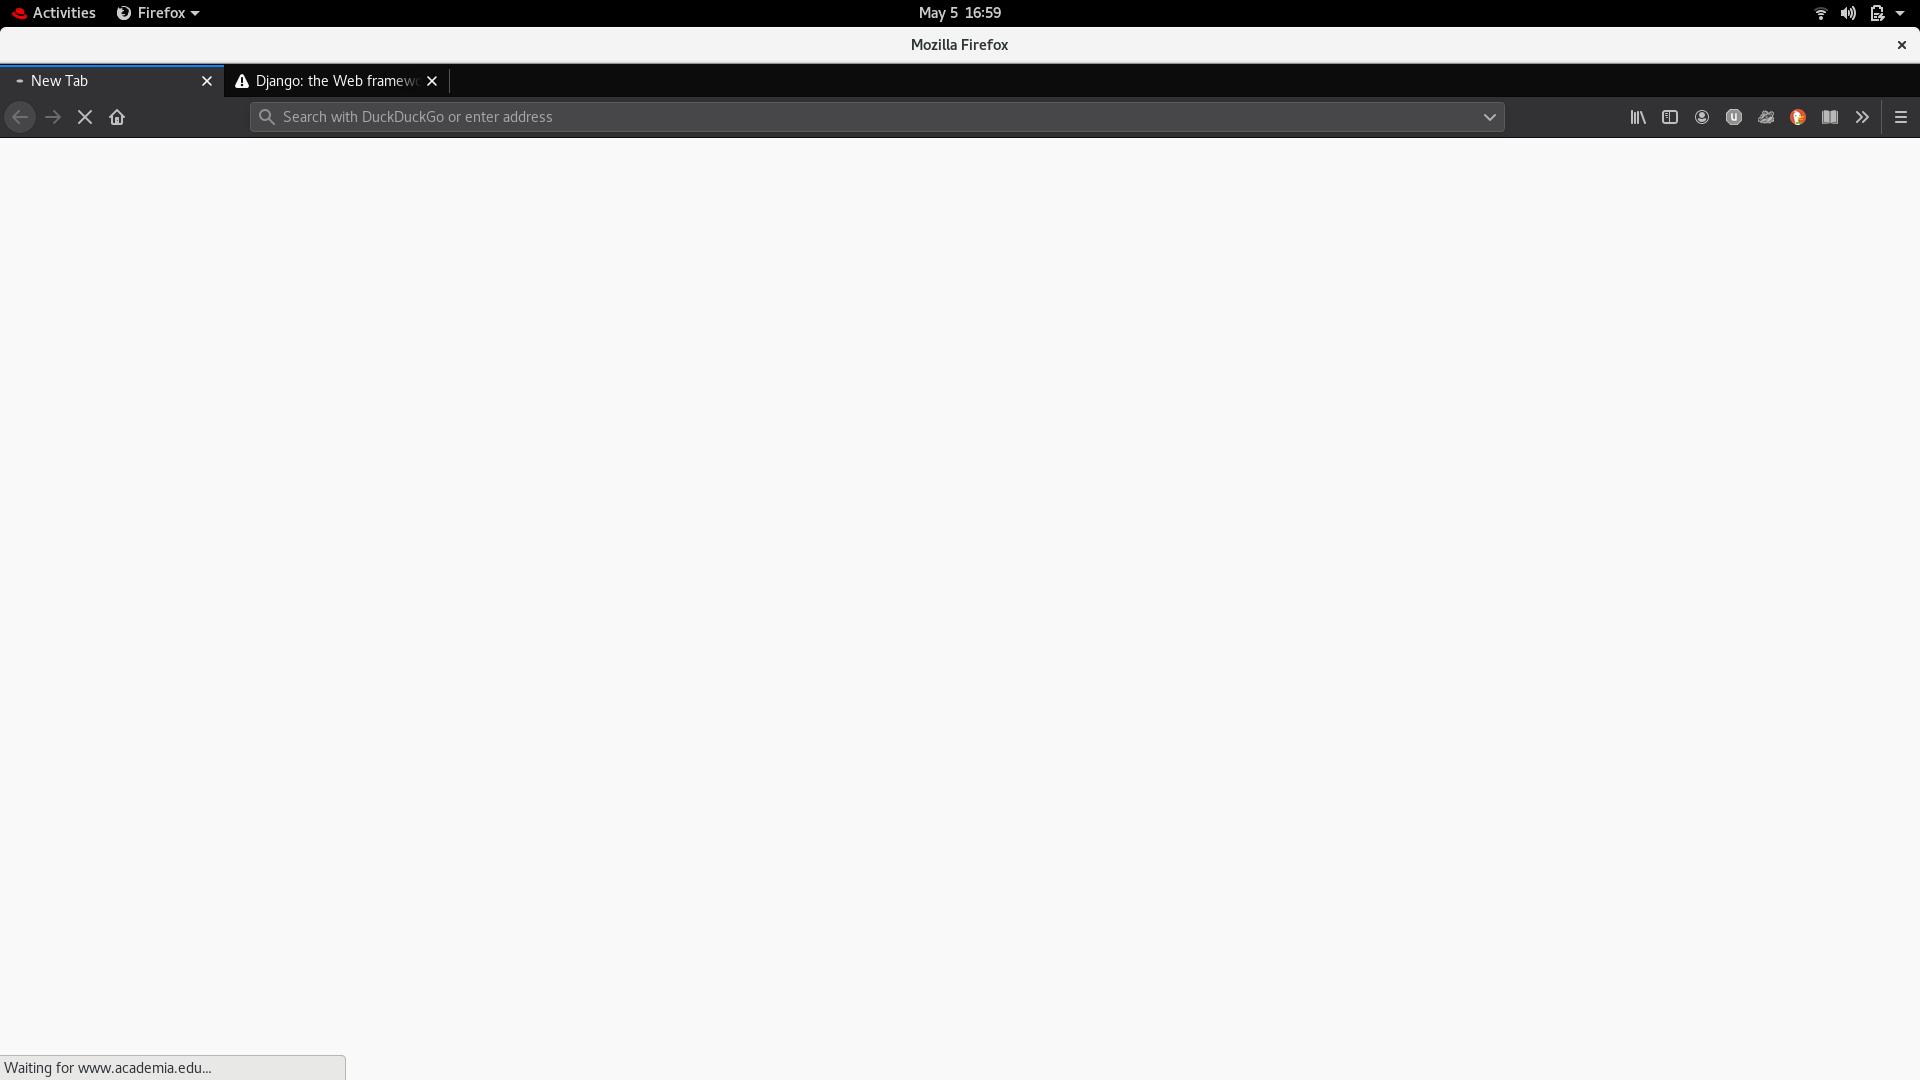 Activities Firefox May 5 16:59
Mozilla Firefox
New Tab Django: the Web framew
Search with DuckDuckGo or enter address
Waiting for www.academia.edu...